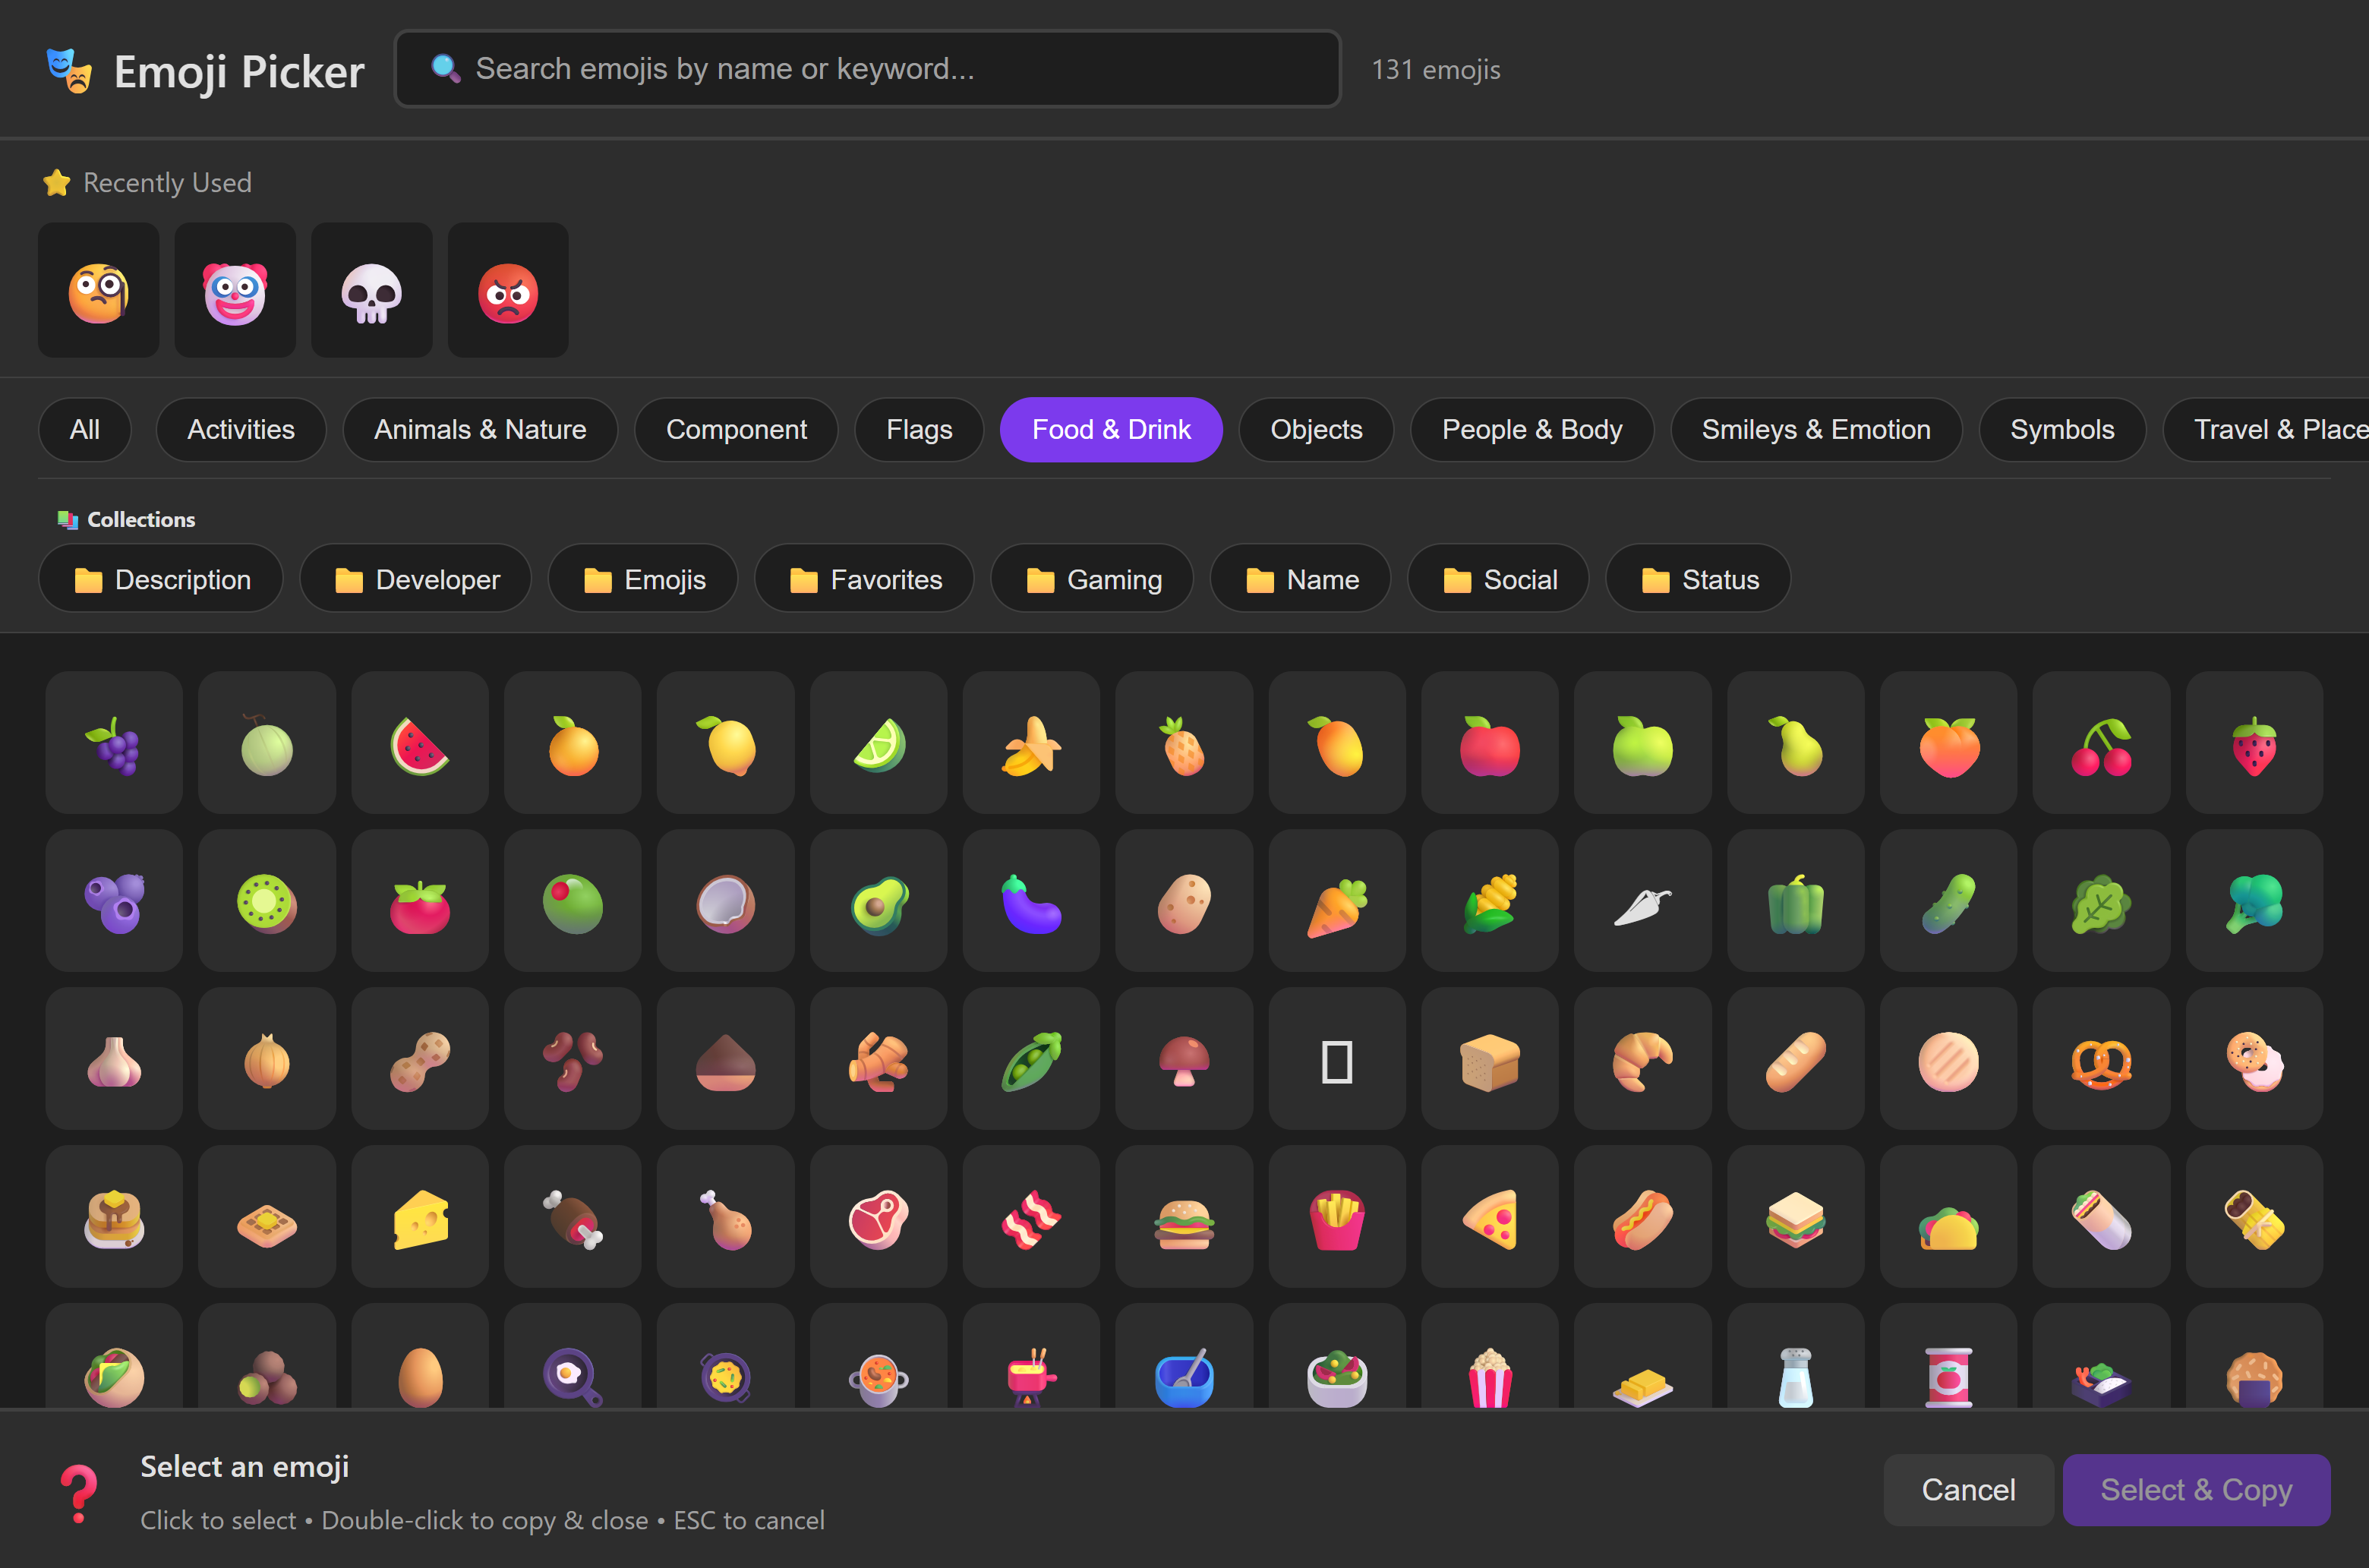 Emoji Picker
Search emojis by name or keyword...
131 emojis
Recently Used
All
Activities
Animals & Nature
Component
Flags
Food & Drink
Objects
People & Body
Smileys & Emotion
Symbols
Travel & Place
Collections
Description
Developer
Emojis
Favorites
Gaming
Name
Social
Status
Select an emoji
Click to select • Double-click to copy & close • ESC to cancel
Cancel
Select & Copy